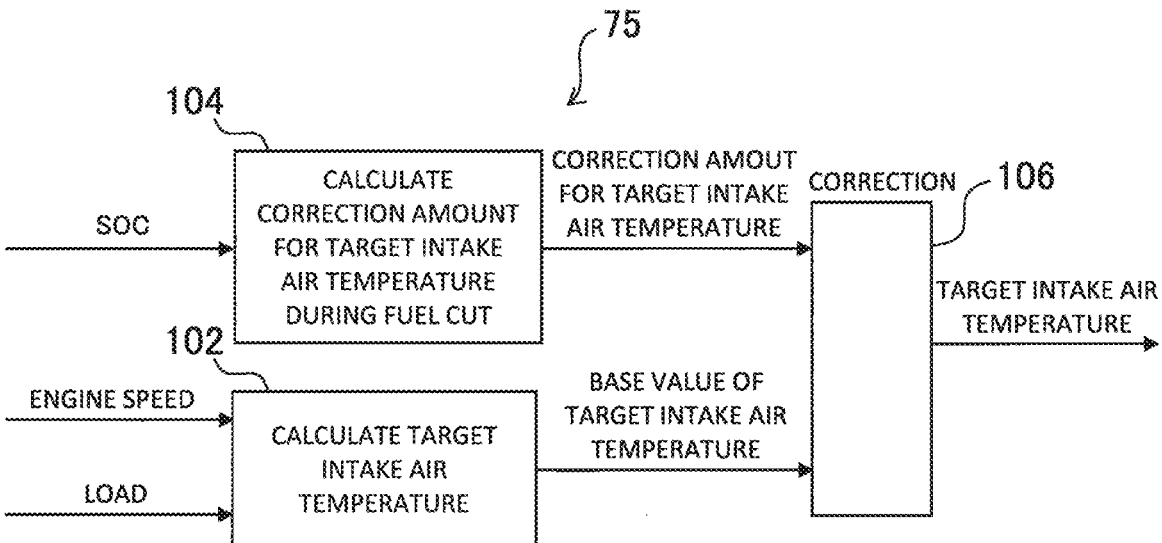 75
104
CALCULATE
CORRECTION AMOUNT
FOR TARGET INTAKE
AIR TEMPERATURE
DURING FUEL CUT
SOC
CORRECTION AMOUT
FOR TARGET INTAKE
AIR TEMPERATURE
CORRECTION
106
TARGET INTAKE AIR
TEMPERATURE
102
ENGINE SPEED
LOAD
CALCULATE TARGET
INTAKE AIR
TEMPERATURE
BASE VALUE OF
TARGET INTAKE AIR
TEMPERATURE